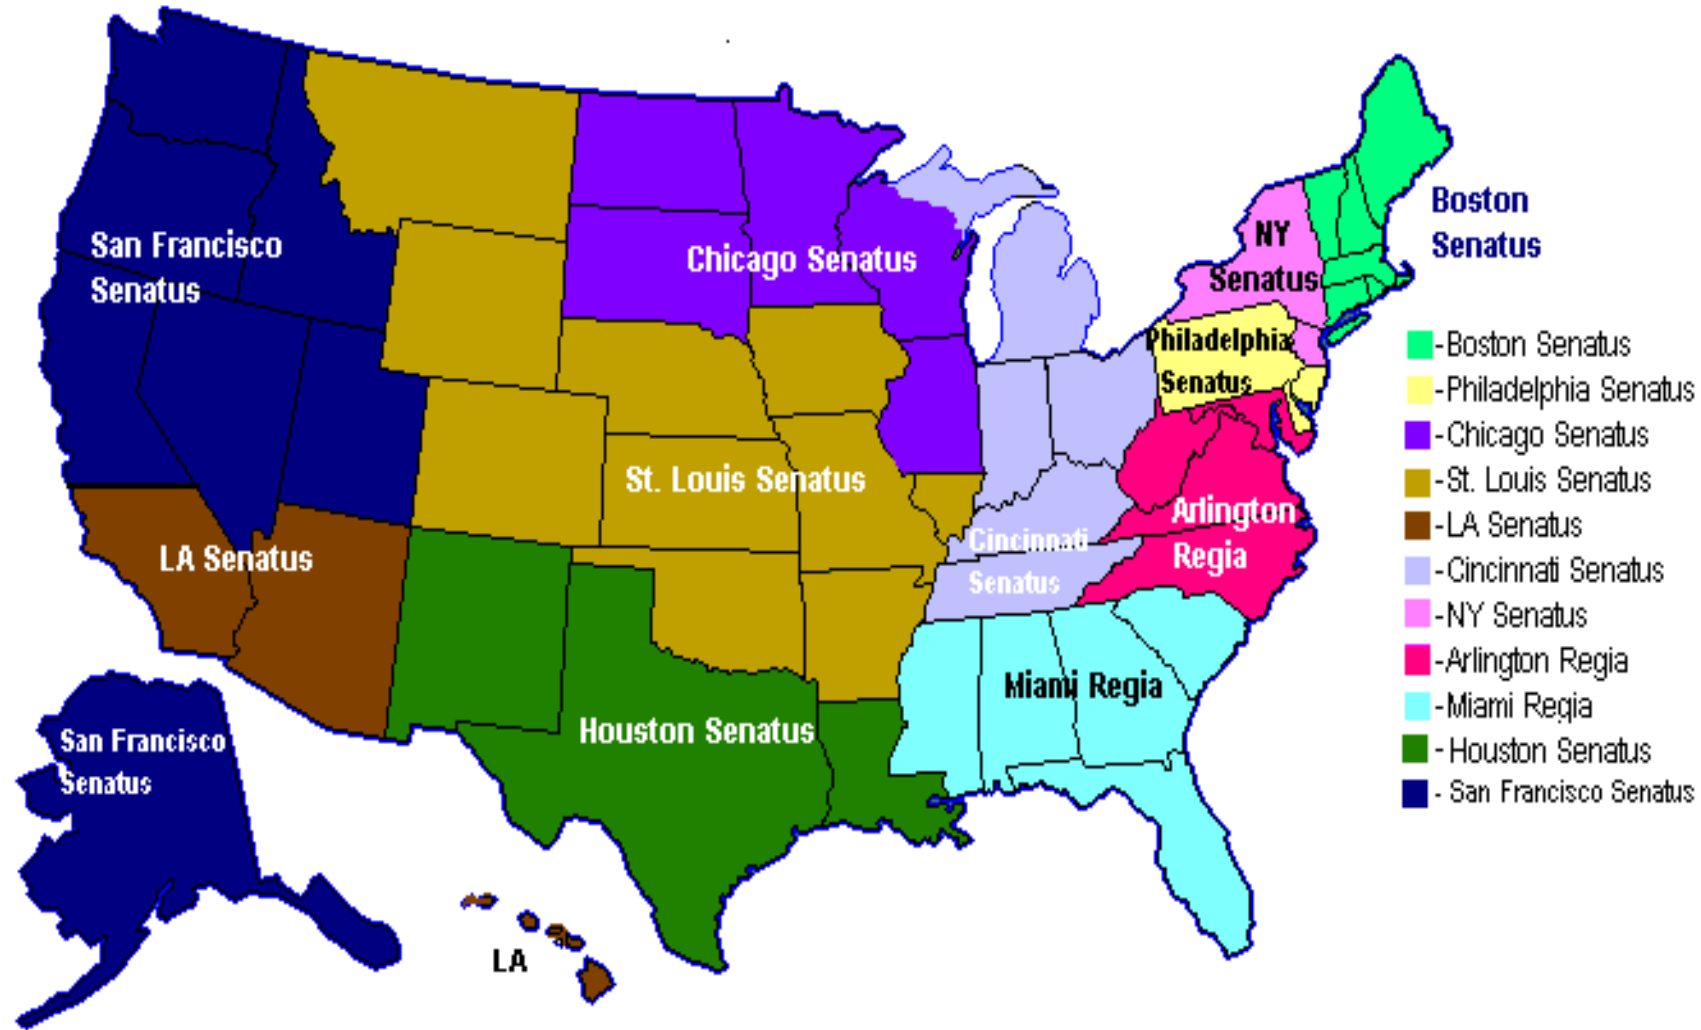 San Francisco
Senatus
Chicago Senatus
NY
Senatus
Boston
Senatus
Philadelphia
Senatus
St. Louis Senatus
LA Senatus
Cincinnati
Senatus
Arlington
Regia
Miami Regia
Houston Senatus
San Francisco
Senatus
LA
-Boston Senatus
-Philadelphia Senatus
-Chicago Senatus
-St. Louis Senatus
-LA Senatus
-Cincinnati Senatus
-NY Senatus
-Arlington Regia
-Miami Regia
-Houston Senatus
- San Francisco Senatus